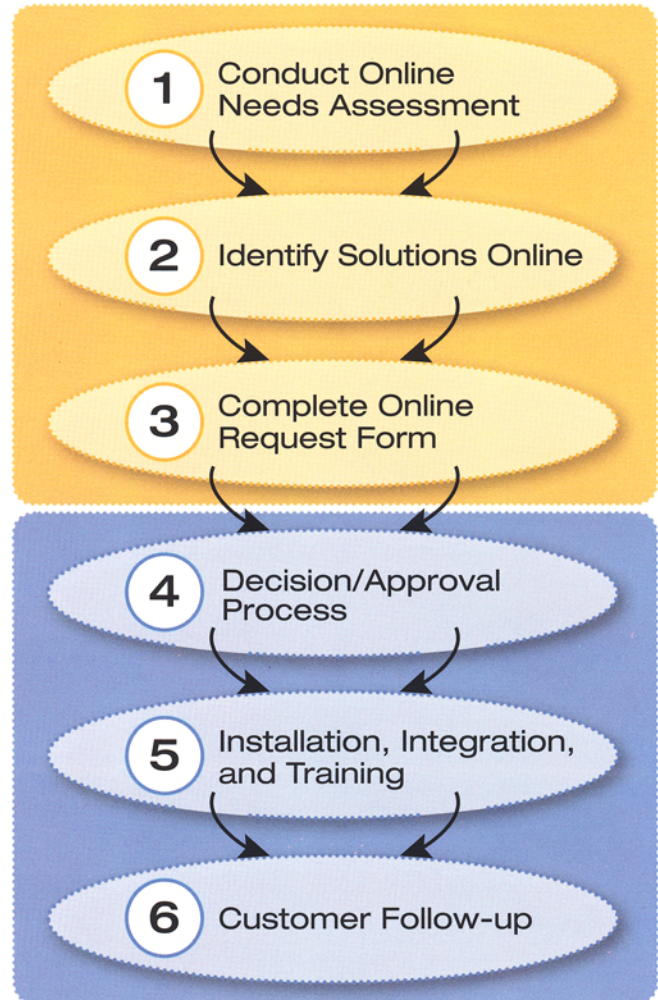 1
Conduct Online
Needs Assessment
2
Identify Solutions Online
3
Complete Online
Request Form
4
Decision/Approval
Process
5
Installation, Integration,
and Training
6
Customer Follow-up